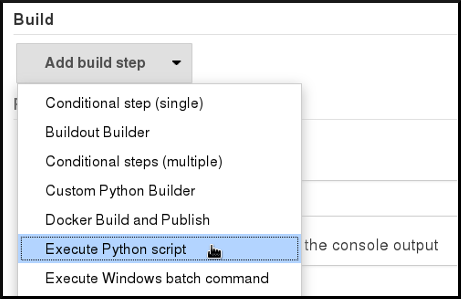 Build
Add build step
Conditional step (single)
Buildout Builder
Conditional steps (multiple)
Custom Python Builder
Docker Build and Publish
Execute Python script
the console output
Execute Windows batch command